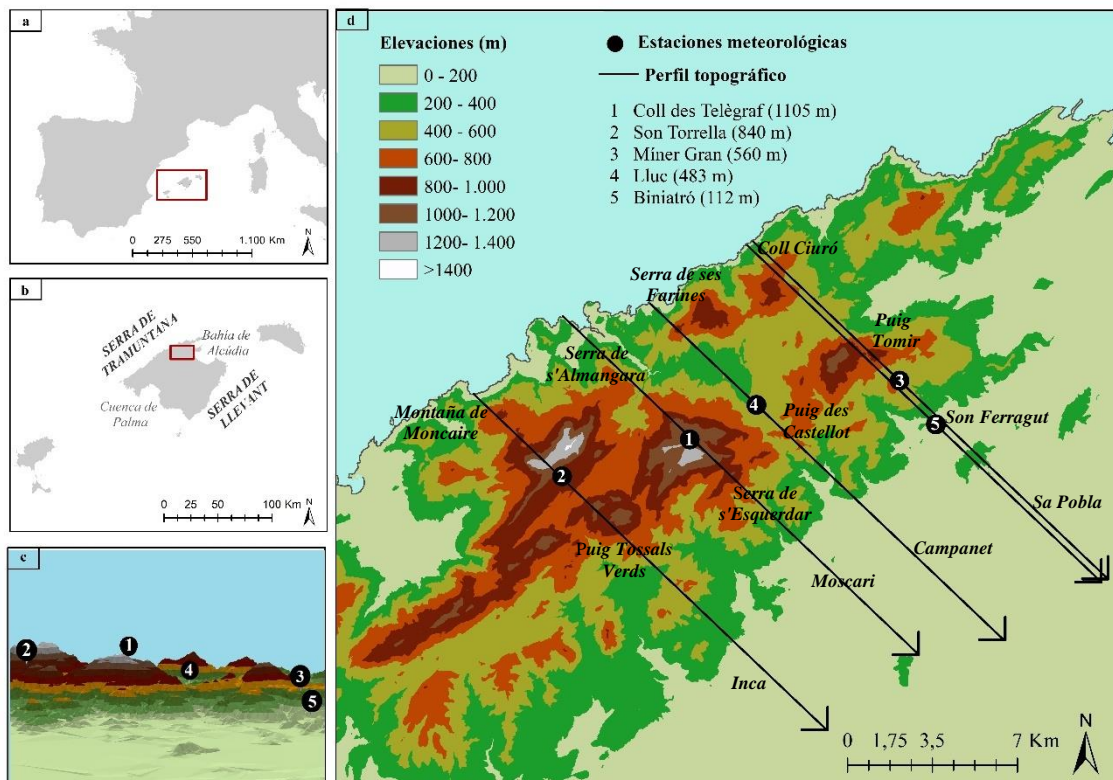 a
0 275 550 1.100 Km
N
b
SERRA DE
TRAMUNTANA
Bahía de
Alcúdia
SERRA DE
LLEVANT
Cuenca de
Palma
0 25 50 100 Km
N
c
2
1
4
3
5
d
Elevaciones (m)
0 - 200
200 - 400
400 - 600
600- 800
800- 1.000
1000- 1.200
1200- 1.400
>1400
Estaciones meteorológicas
Perfil topográfico
1 Coll des Telègraf (1105 m)
2 Son Torrella (840 m)
3 Míner Gran (560 m)
4 Lluc (483 m)
5 Biniatró (112 m)
Coll Ciuró
Serra de ses
Farines
Puig
Tomir
Serra de
s'Almangara
3
4
Montaña de
Moncaire
Puig des
Castellot
Son Ferragut
5
1
2
Serra de
s'Esquerdar
Sa Pobla
Puig Tossals
Verds
Campanet
Moscari
Inca
N
0 1,75 3,5 7 Km